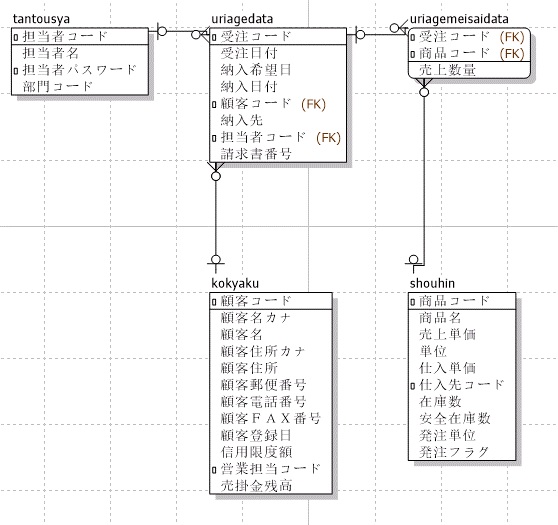 tantousya
担当者コード
担当者名
担当者パスワード
部門コード
uriagedata
受注コード
受注日付
納入希望日
納入日付
顧客コード (FK)
納入先
担当者コード (FK)
請求書番号
uriagemeisaidata
受注コード (FK)
商品コード (FK)
売上数量
kokyaku
顧客コード
顧客名カナ
顧客名
顧客住所カナ
顧客住所
顧客郵便番号
顧客電話番号
顧客ＦＡＸ番号
顧客登録日
信用限度額
営業担当コード
売掛金残高
shouhin
商品コード
商品名
売上単価
単位
仕入単価
仕入先コード
在庫数
安全在庫数
発注単位
発注フラグ